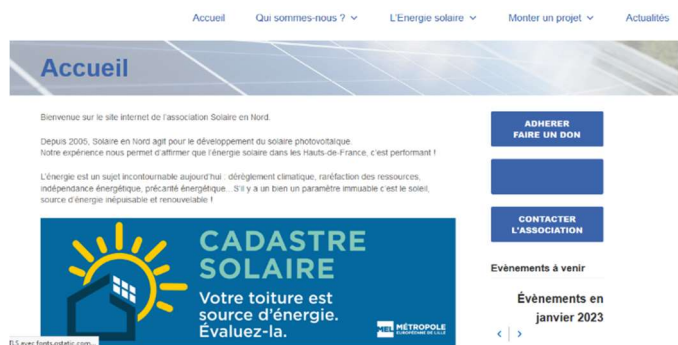 Accueil Qui sommes-nous ? L'Energie solaire Monter un projet Actualités
Accueil
Bienvenue sur le site internet de l'association Solaire en Nord.
Depuis 2005, Solaire en Nord agit pour le développement du solaire photovoltaïque.
Notre expérience nous permet d'affirmer que l'énergie solaire dans les Hauts-de-France, c'est performant !
L'énergie est un sujet incontournable aujourd'hui : dérèglement climatique, raréfaction des ressources,
indépendance énergétique, précarité énergétique... S'il y a un bien un paramètre immuable c'est le soleil,
source d'énergie inépuisable et renouvelable !
CADASTRE
SOLAIRE
Votre toiture est
source d'énergie.
Évaluez-la.
MEL MÉTROPOLE
EUROPÉENNE DE LILLE
ADHERER
FAIRE UN DON
CONTACTER
L'ASSOCIATION
Evènements à venir
Évènements en
janvier 2023